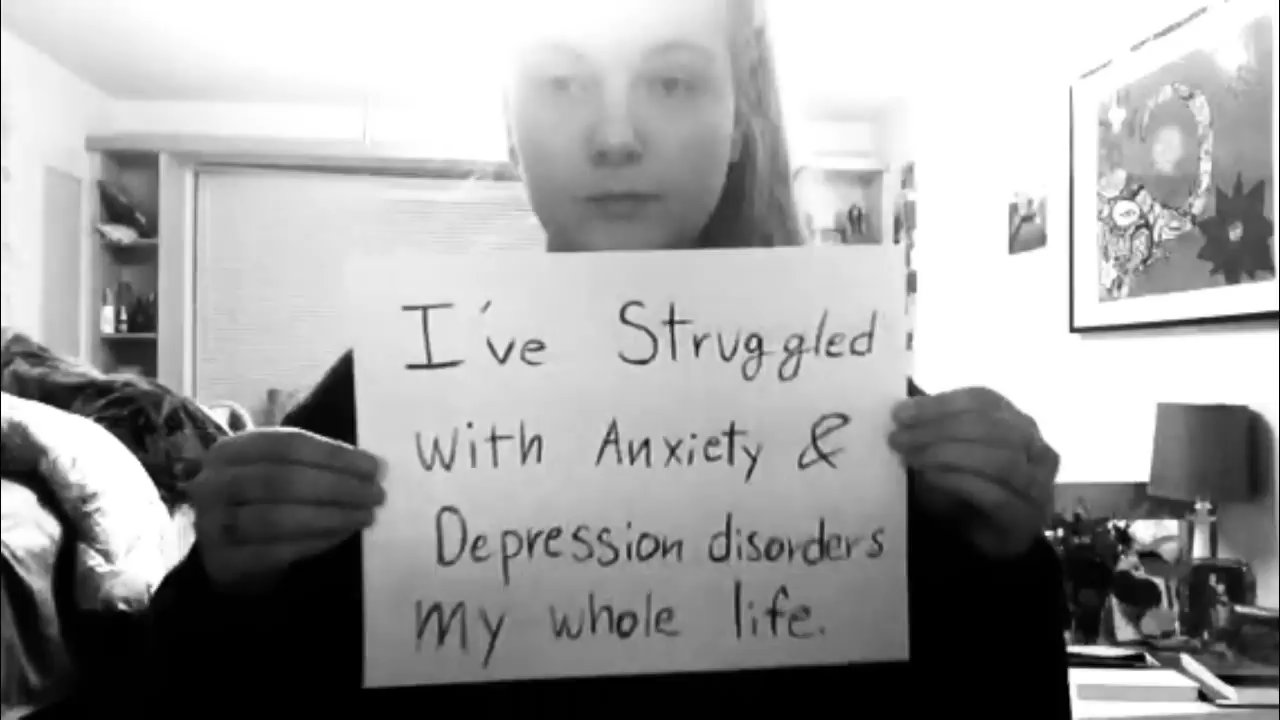 I've Struggled
with Anxiety &
Depression disorders
My whole life.